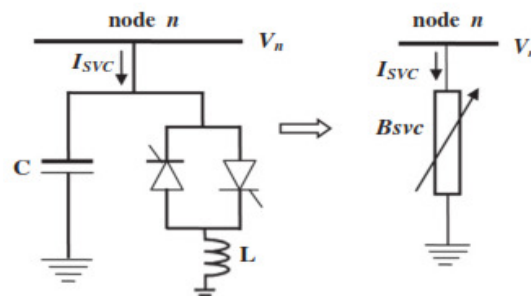 node n
V_n
I_SVC
C
L
node n
V_n
I_SVC
Bsvc